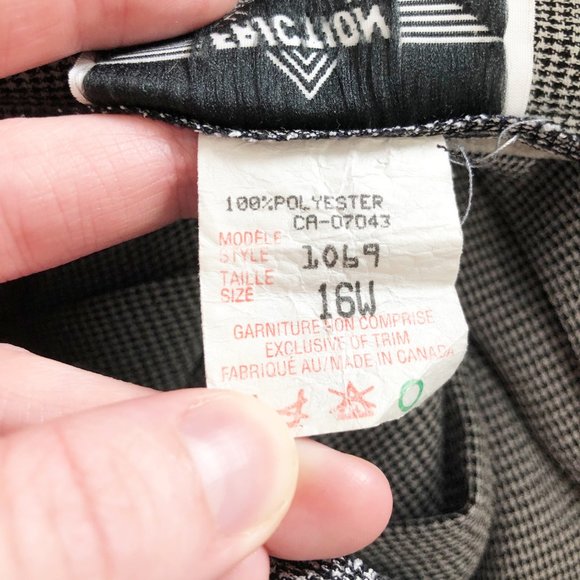 FRICTION
100%POLYESTER
CA-07043
MODÈLE
STYLE 1069
TAILLE
SIZE 16W
GARNITURE NON COMPRISE
EXCLUSIVE OF TRIM
FABRIQUÉ AU/MADE IN CANADA